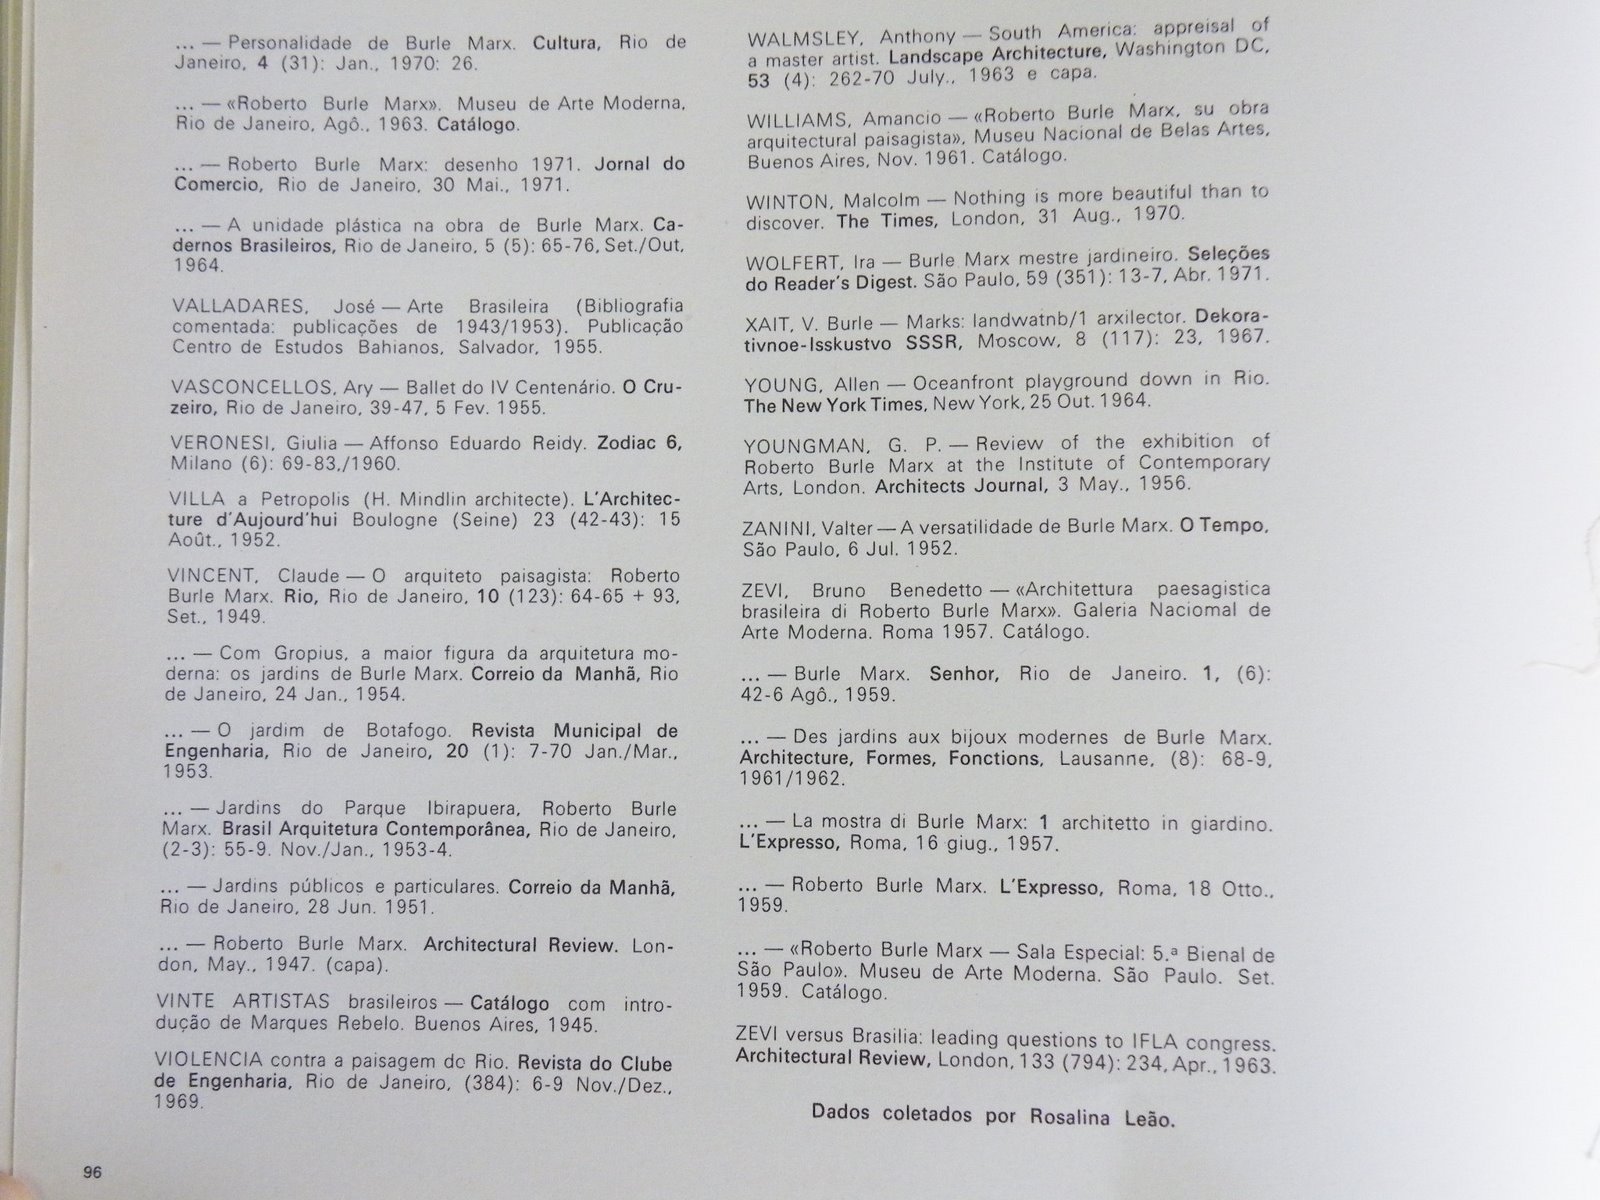 ... — Personalidade de Burle Marx. Cultura, Rio de
Janeiro, 4 (31): Jan., 1970: 26.
... — «Roberto Burle Marx». Museu de Arte Moderna,
Rio de Janeiro, Agô., 1963. Catálogo.
... — Roberto Burle Marx: desenho 1971. Jornal do
Comercio, Rio de Janeiro, 30 Mai., 1971.
... — A unidade plástica na obra de Burle Marx. Ca-
dernos Brasileiros, Rio de Janeiro, 5 (5): 65-76, Set./Out,
1964.
VALLADARES, José — Arte Brasileira (Bibliografia
comentada: publicações de 1943/1953). Publicação
Centro de Estudos Bahianos, Salvador, 1955.
VASCONCELLOS, Ary — Ballet do IV Centenário. O Cru-
zeiro, Rio de Janeiro, 39-47, 5 Fev. 1955.
VERONESI, Giulia — Affonso Eduardo Reidy. Zodiac 6,
Milano (6): 69-83,/1960.
VILLA a Petropolis (H. Mindlin architecte). L'Architec-
ture d'Aujourd'hui Boulogne (Seine) 23 (42-43): 15
Août., 1952.
VINCENT, Claude — O arquiteto paisagista: Roberto
Burle Marx. Rio, Rio de Janeiro, 10 (123): 64-65 + 93,
Set., 1949.
... — Com Gropius, a maior figura da arquitetura mo-
derna: os jardins de Burle Marx. Correio da Manhã, Rio
de Janeiro, 24 Jan., 1954.
... — O jardim de Botafogo. Revista Municipal de
Engenharia, Rio de Janeiro, 20 (1): 7-70 Jan./Mar.,
1953.
... — Jardins do Parque Ibirapuera, Roberto Burle
Marx. Brasil Arquitetura Contemporânea, Rio de Janeiro,
(2-3): 55-9. Nov./Jan., 1953-4.
... — Jardins públicos e particulares. Correio da Manhã,
Rio de Janeiro, 28 Jun. 1951.
... — Roberto Burle Marx. Architectural Review. Lon-
don, May., 1947. (capa).
VINTE ARTISTAS brasileiros — Catálogo com intro-
dução de Marques Rebelo. Buenos Aires, 1945.
VIOLENCIA contra a paisagem do Rio. Revista do Clube
de Engenharia, Rio de Janeiro, (384): 6-9 Nov./Dez.,
1969.
96
WALMSLEY, Anthony — South America: appreisal of
a master artist. Landscape Architecture, Washington DC,
53 (4): 262-70 July., 1963 e capa.
WILLIAMS, Amancio — «Roberto Burle Marx, su obra
arquitectural paisagista», Museu Nacional de Belas Artes,
Buenos Aires, Nov. 1961. Catálogo.
WINTON, Malcolm — Nothing is more beautiful than to
discover. The Times, London, 31 Aug., 1970.
WOLFERT, Ira — Burle Marx mestre jardineiro. Seleções
do Reader's Digest. São Paulo, 59 (351): 13-7, Abr. 1971.
XAIT, V. Burle — Marks: landwatnb/1 arxilector. Dekora-
tivnoe-Isskustvo SSSR, Moscow, 8 (117): 23, 1967.
YOUNG, Allen — Oceanfront playground down in Rio.
The New York Times, New York, 25 Out. 1964.
YOUNGMAN, G. P. — Review of the exhibition of
Roberto Burle Marx at the Institute of Contemporary
Arts, London. Architects Journal, 3 May., 1956.
ZANINI, Valter — A versatilidade de Burle Marx. O Tempo,
São Paulo, 6 Jul. 1952.
ZEVI, Bruno Benedetto — «Architettura paesagistica
brasileira di Roberto Burle Marx». Galeria Naciomal de
Arte Moderna. Roma 1957. Catálogo.
... — Burle Marx. Senhor, Rio de Janeiro. 1, (6):
42-6 Agô., 1959.
... — Des jardins aux bijoux modernes de Burle Marx.
Architecture, Formes, Fonctions, Lausanne, (8): 68-9,
1961/1962.
... — La mostra di Burle Marx: 1 architetto in giardino.
L'Expresso, Roma, 16 giug., 1957.
... — Roberto Burle Marx. L'Expresso, Roma, 18 Otto.,
1959.
... — «Roberto Burle Marx — Sala Especial: 5.ª Bienal de
São Paulo». Museu de Arte Moderna. São Paulo. Set.
1959. Catálogo.
ZEVI versus Brasilia: leading questions to IFLA congress.
Architectural Review, London, 133 (794): 234, Apr., 1963.
Dados coletados por Rosalina Leão.